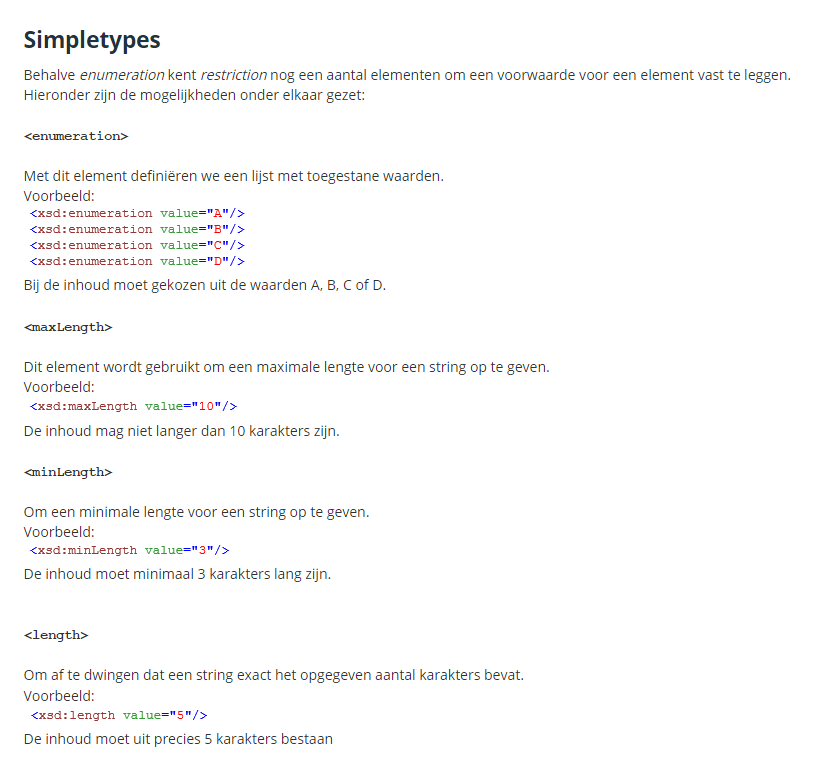 Simpletypes
Behalve enumeration kent restriction nog een aantal elementen om een voorwaarde voor een element vast te leggen.
Hieronder zijn de mogelijkheden onder elkaar gezet:
<enumeration>
Met dit element definiëren we een lijst met toegestane waarden.
Voorbeeld:
<xsd:enumeration value="A"/>
<xsd:enumeration value="B"/>
<xsd:enumeration value="C"/>
<xsd:enumeration value="D"/>
Bij de inhoud moet gekozen uit de waarden A, B, C of D.
<maxLength>
Dit element wordt gebruikt om een maximale lengte voor een string op te geven.
Voorbeeld:
<xsd:maxLength value="10"/>
De inhoud mag niet langer dan 10 karakters zijn.
<minLength>
Om een minimale lengte voor een string op te geven.
Voorbeeld:
<xsd:minLength value="3"/>
De inhoud moet minimaal 3 karakters lang zijn.
<length>
Om af te dwingen dat een string exact het opgegeven aantal karakters bevat.
Voorbeeld:
<xsd:length value="5"/>
De inhoud moet uit precies 5 karakters bestaan